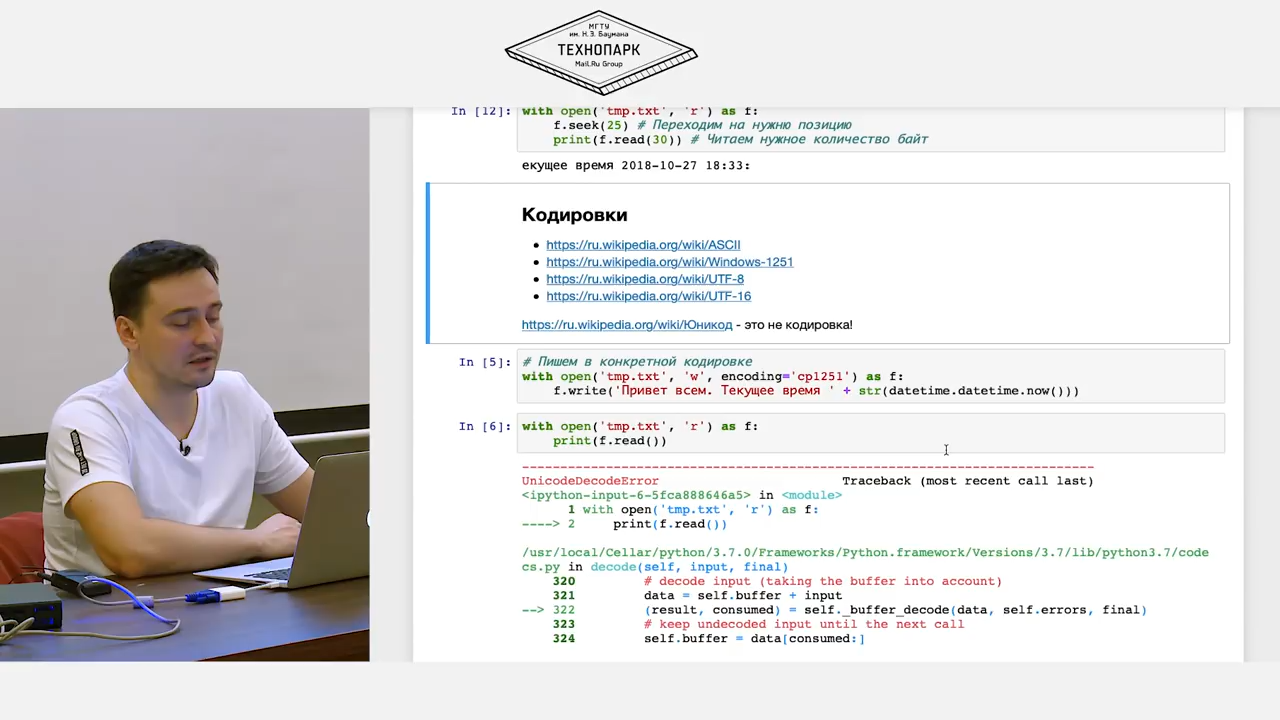 МГТУ
им. Н.Э. Баумана
ТЕХНОПАРК
Mail.Ru Group
In [12]: with open('tmp.txt', 'r') as f:
f.seek(25) # Переходим на нужню позицию
print(f.read(30)) # Читаем нужное количество байт
екущее время 2018-10-27 18:33:
Кодировки
• https://ru.wikipedia.org/wiki/ASCII
• https://ru.wikipedia.org/wiki/Windows-1251
• https://ru.wikipedia.org/wiki/UTF-8
• https://ru.wikipedia.org/wiki/UTF-16
https://ru.wikipedia.org/wiki/Юникод - это не кодировка!
In [5]: # Пишем в конкретной кодировке
with open('tmp.txt', 'w', encoding='cp1251') as f:
f.write('Привет всем. Текущее время ' + str(datetime.datetime.now()))
In [6]: with open('tmp.txt', 'r') as f:
print(f.read())
---------------------------------------------------------------------------
UnicodeDecodeError Traceback (most recent call last)
<ipython-input-6-5fca888646a5> in <module>
1 with open('tmp.txt', 'r') as f:
----> 2 print(f.read())
/usr/local/Cellar/python/3.7.0/Frameworks/Python.framework/Versions/3.7/lib/python3.7/code
cs.py in decode(self, input, final)
320 # decode input (taking the buffer into account)
321 data = self.buffer + input
--> 322 (result, consumed) = self._buffer_decode(data, self.errors, final)
323 # keep undecoded input until the next call
324 self.buffer = data[consumed:]